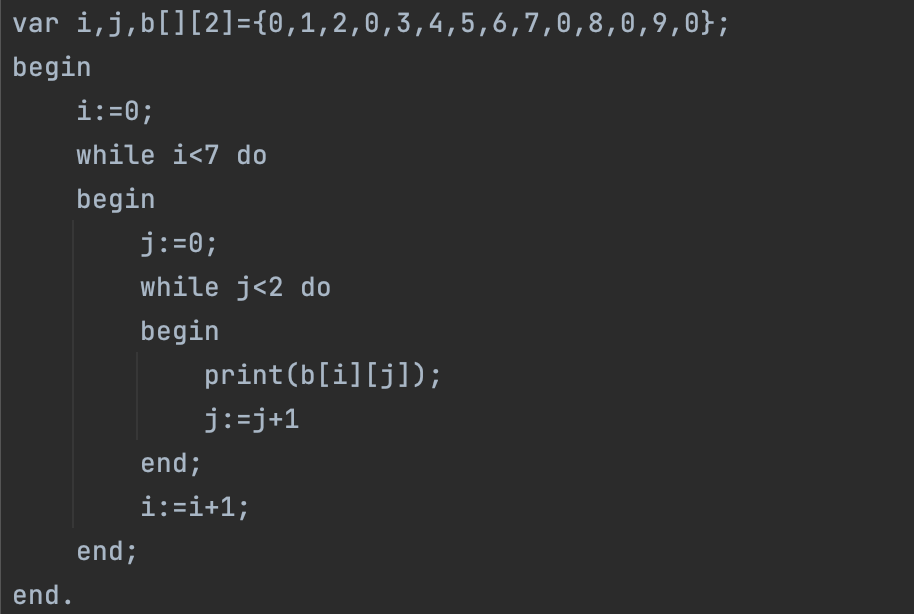 var i,j,b[][2]={0,1,2,0,3,4,5,6,7,0,8,0,9,0};
begin
    i:=0;
    while i<7 do
    begin
        j:=0;
        while j<2 do
        begin
            print(b[i][j]);
            j:=j+1
        end;
        i:=i+1;
    end;
end.